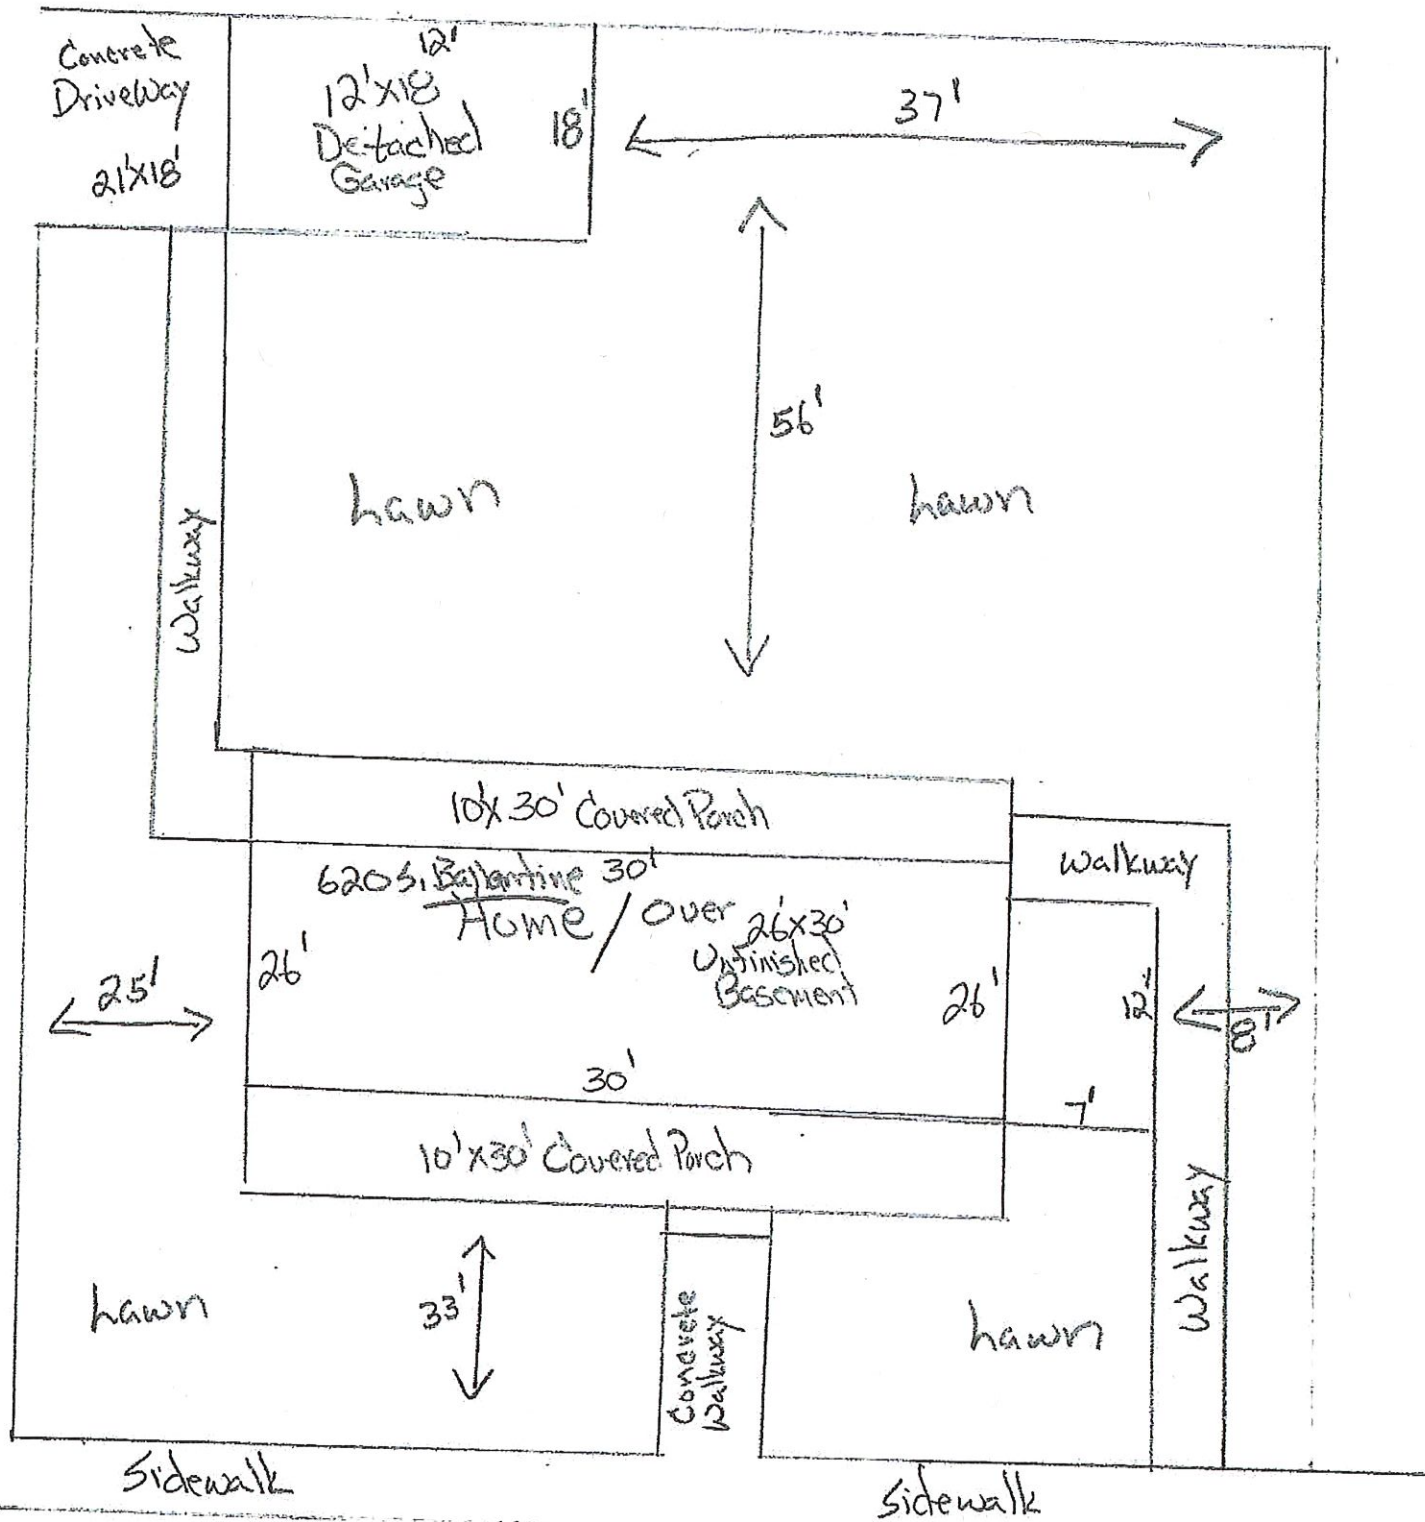 Concrete
DriveWay
21'X18'
12'
12'X18
Detached
Garage
18'
37'
56'
Lawn
Lawn
Walkway
10'X 30' Covered Porch
Walkway
620 S. Ballantine 30'
Home / Over 26'X30'
Unfinished
Basement
26'
26'
25'
12'
8'
30'
7'
10'X30' Covered Porch
Walkway
33'
Lawn
Concrete
Walkway
Lawn
Sidewalk
Sidewalk